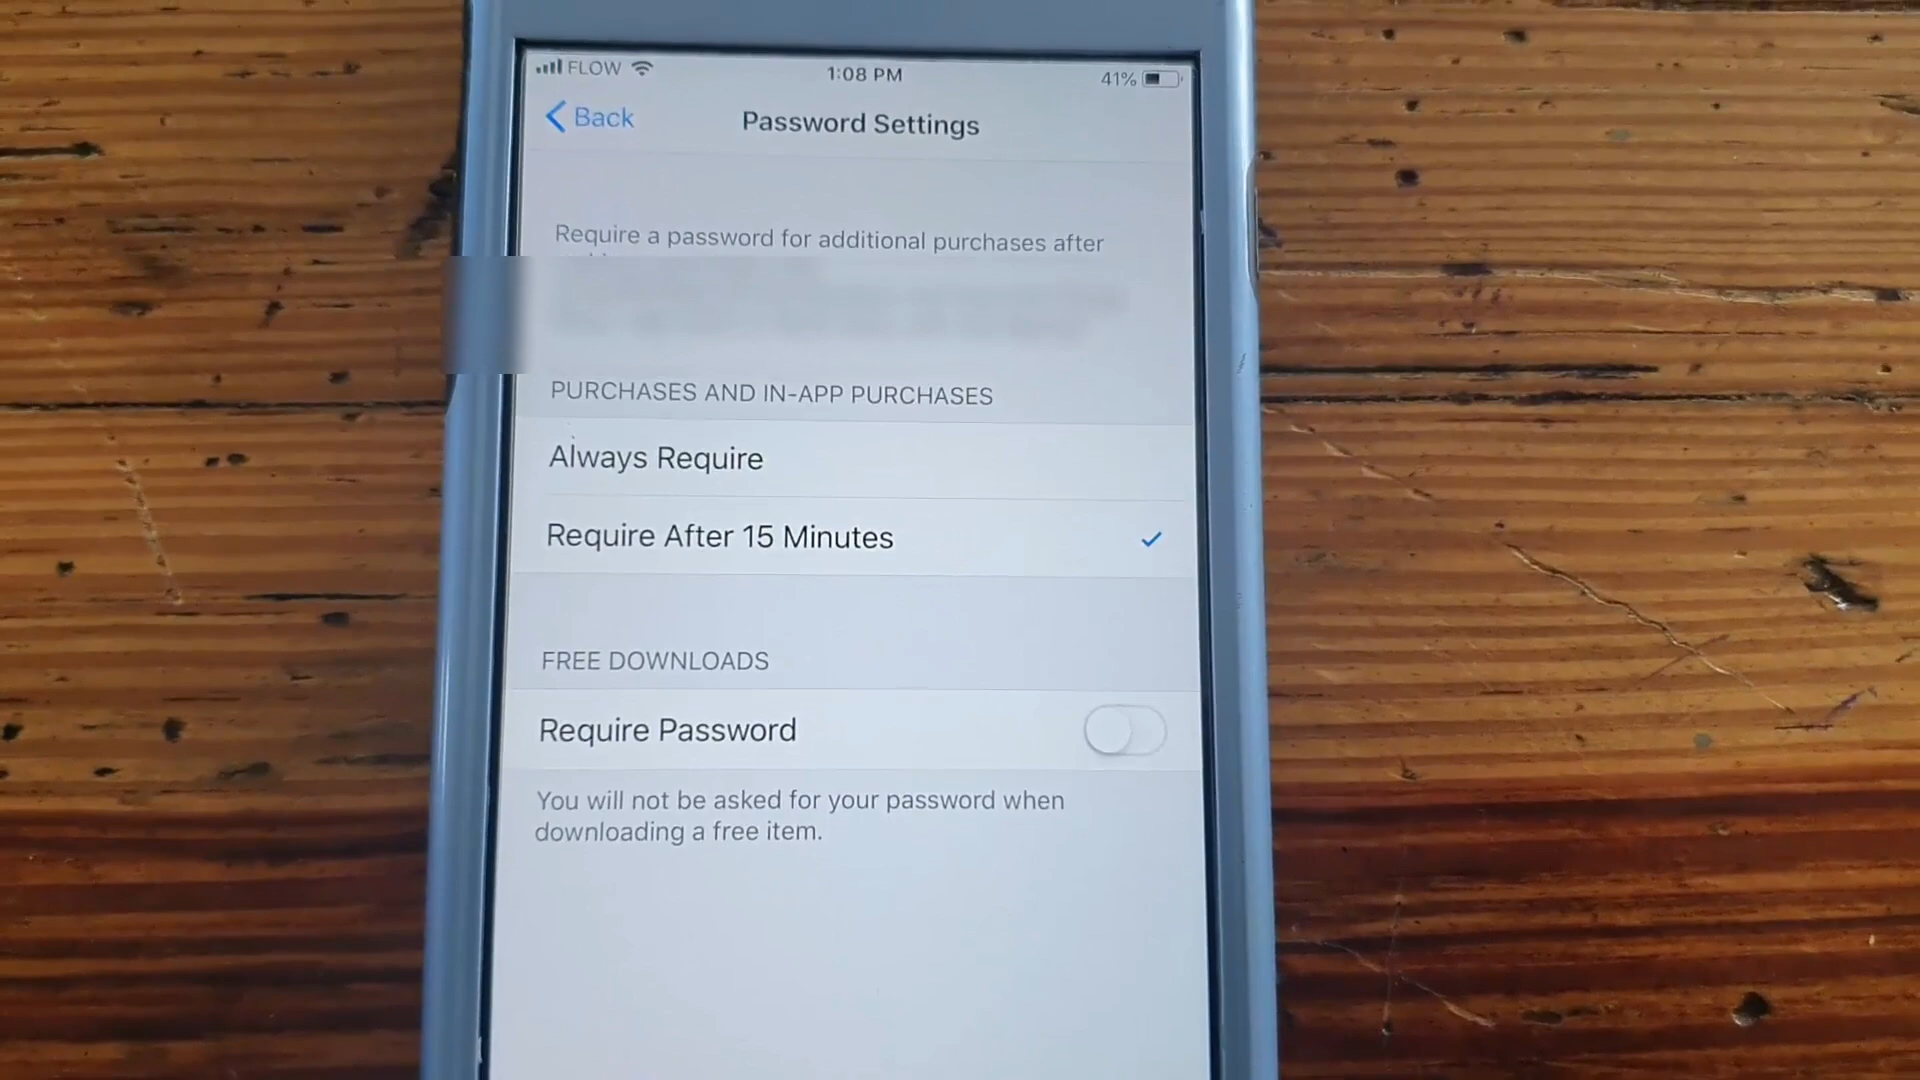 FLOW
1:08 PM
41%
Back
Password Settings
Require a password for additional purchases after
PURCHASES AND IN-APP PURCHASES
Always Require
Require After 15 Minutes
FREE DOWNLOADS
Require Password
You will not be asked for your password when
downloading a free item.